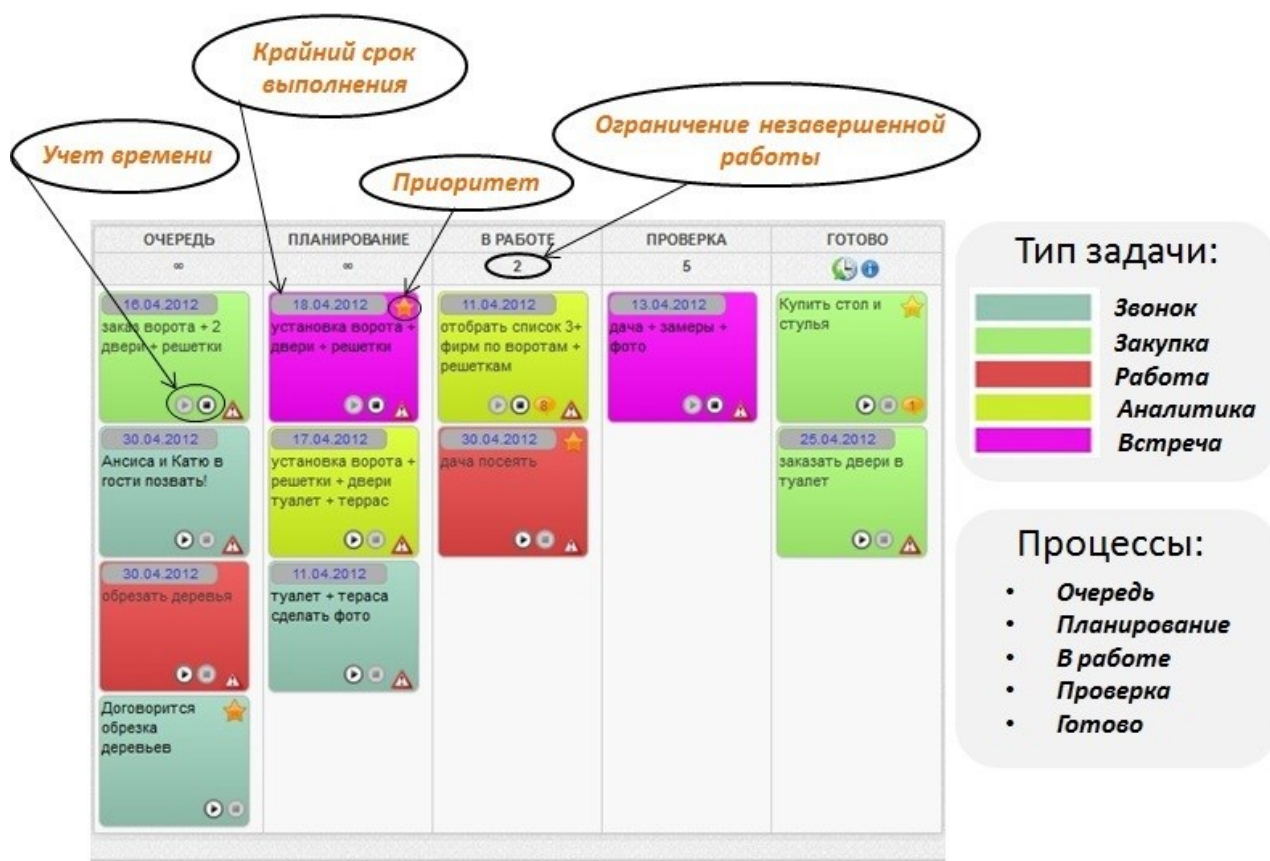 Крайний срок
выполнения
Ограничение незавершенной
работы
Учет времени
Приоритет
ОЧЕРЕДЬ
∞
16.04.2012
заказ ворота + 2
двери + решетки
30.04.2012
Ансиса и Катю в
гости позвать!
30.04.2012
обрезать деревья
Договорится
обрезка
деревьев
ПЛАНИРОВАНИЕ
∞
18.04.2012
установка ворота +
двери + решетки
17.04.2012
установка ворота +
решетки + двери
туалет + террас
11.04.2012
туалет + тераса
сделать фото
В РАБОТЕ
2
11.04.2012
отобрать список 3+
фирм по воротам +
решеткам
8
30.04.2012
дача посеять
ПРОВЕРКА
5
13.04.2012
дача + замеры +
фото
ГОТОВО
Купить стол и
стулья
1
25.04.2012
заказать двери в
туалет
Тип задачи:
Звонок
Закупка
Работа
Аналитика
Встреча
Процессы:
• Очередь
• Планирование
• В работе
• Проверка
• Готово